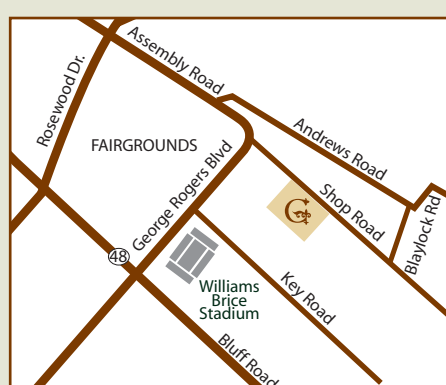 Assembly Road
Rosewood Dr.
Andrews Road
FAIRGROUNDS
George Rogers Blvd
Shop Road
Blaylock Rd
G
48
Key Road
Williams
Brice
Stadium
Bluff Road